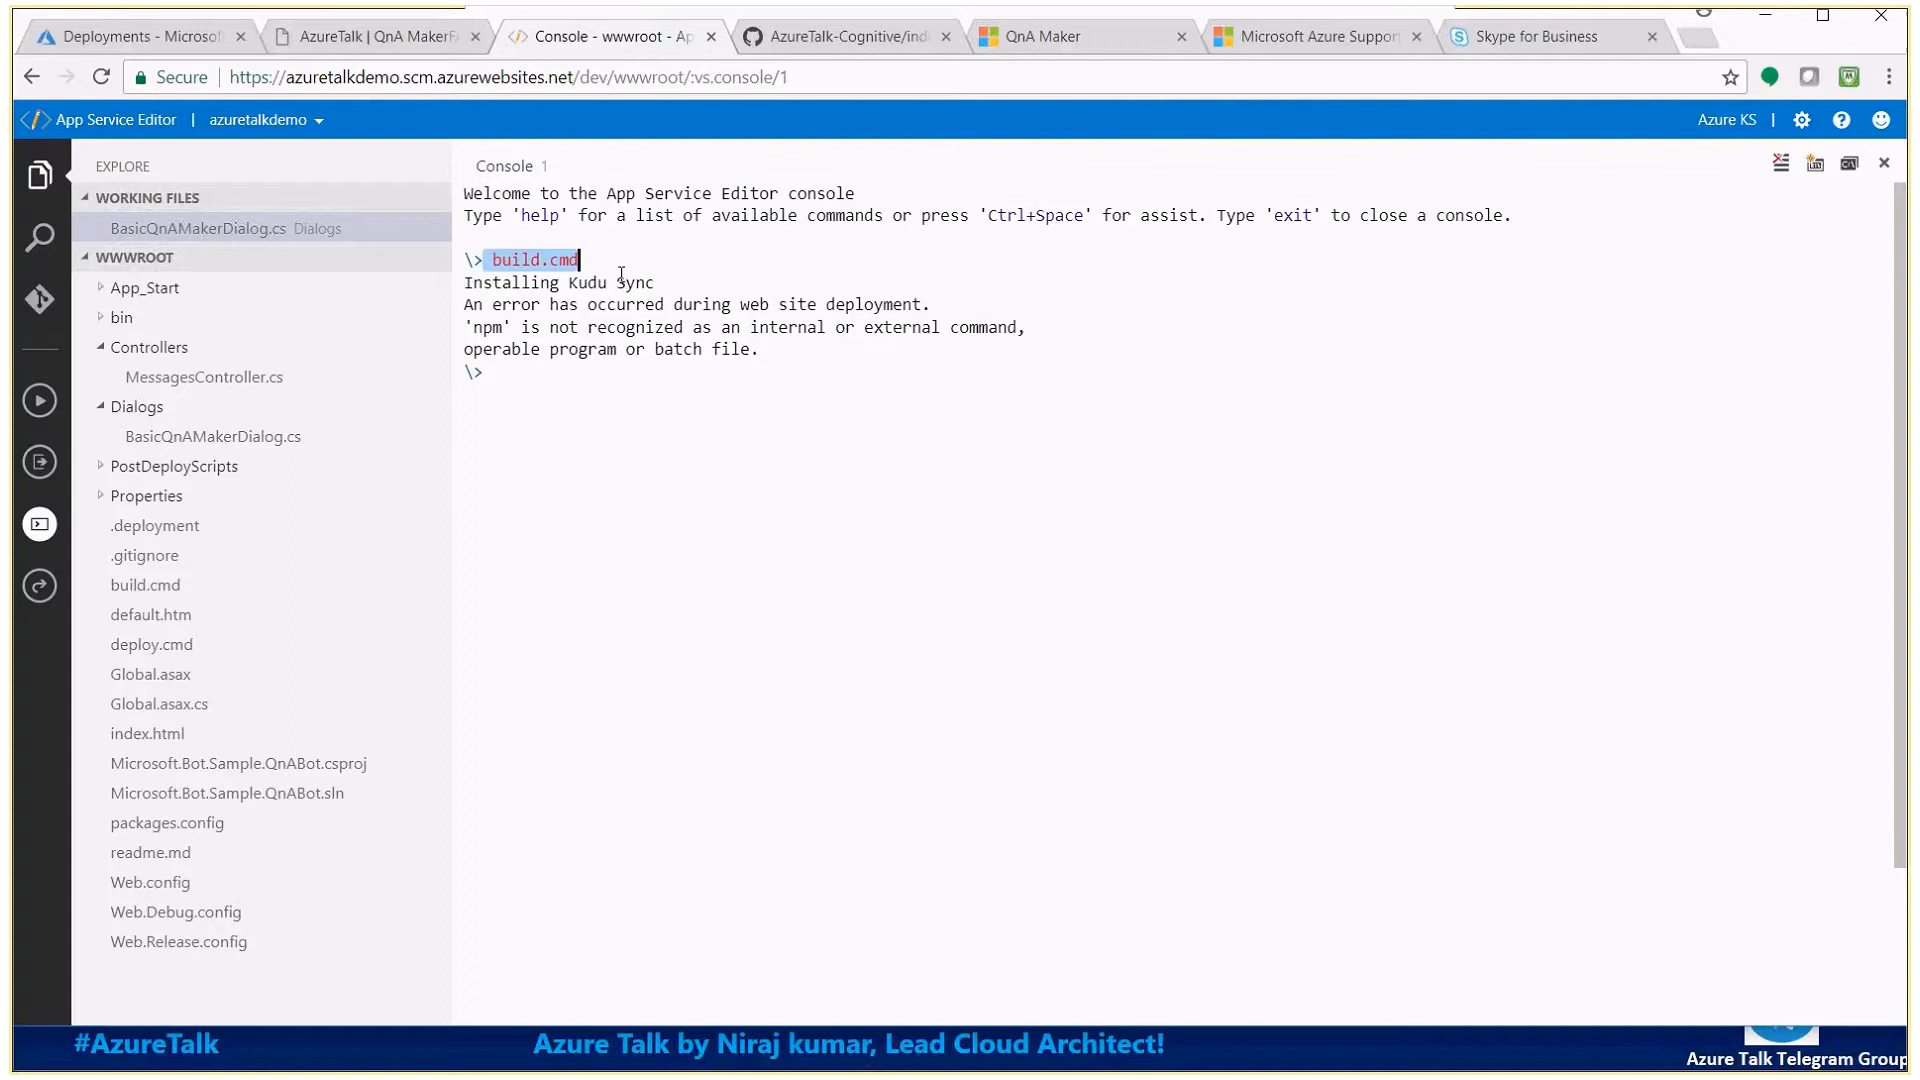 Deployments - Microsof
AzureTalk | QnA MakerFA
Console - wwwroot - Ap
AzureTalk-Cognitive/ind
QnA Maker
Microsoft Azure Support
Skype for Business
Secure https://azuretalkdemo.scm.azurewebsites.net/dev/wwwroot/:vs.console/1
App Service Editor | azuretalkdemo
Azure KS |
EXPLORE
WORKING FILES
BasicQnAMakerDialog.cs Dialogs
WWWROOT
App_Start
bin
Controllers
MessagesController.cs
Dialogs
BasicQnAMakerDialog.cs
PostDeployScripts
Properties
.deployment
.gitignore
build.cmd
default.htm
deploy.cmd
Global.asax
Global.asax.cs
index.html
Microsoft.Bot.Sample.QnABot.csproj
Microsoft.Bot.Sample.QnABot.sln
packages.config
readme.md
Web.config
Web.Debug.config
Web.Release.config
Console 1
Welcome to the App Service Editor console
Type 'help' for a list of available commands or press 'Ctrl+Space' for assist. Type 'exit' to close a console.
\> build.cmd
Installing Kudu Sync
An error has occurred during web site deployment.
'npm' is not recognized as an internal or external command,
operable program or batch file.
\>
#AzureTalk
Azure Talk by Niraj kumar, Lead Cloud Architect!
Azure Talk Telegram Group